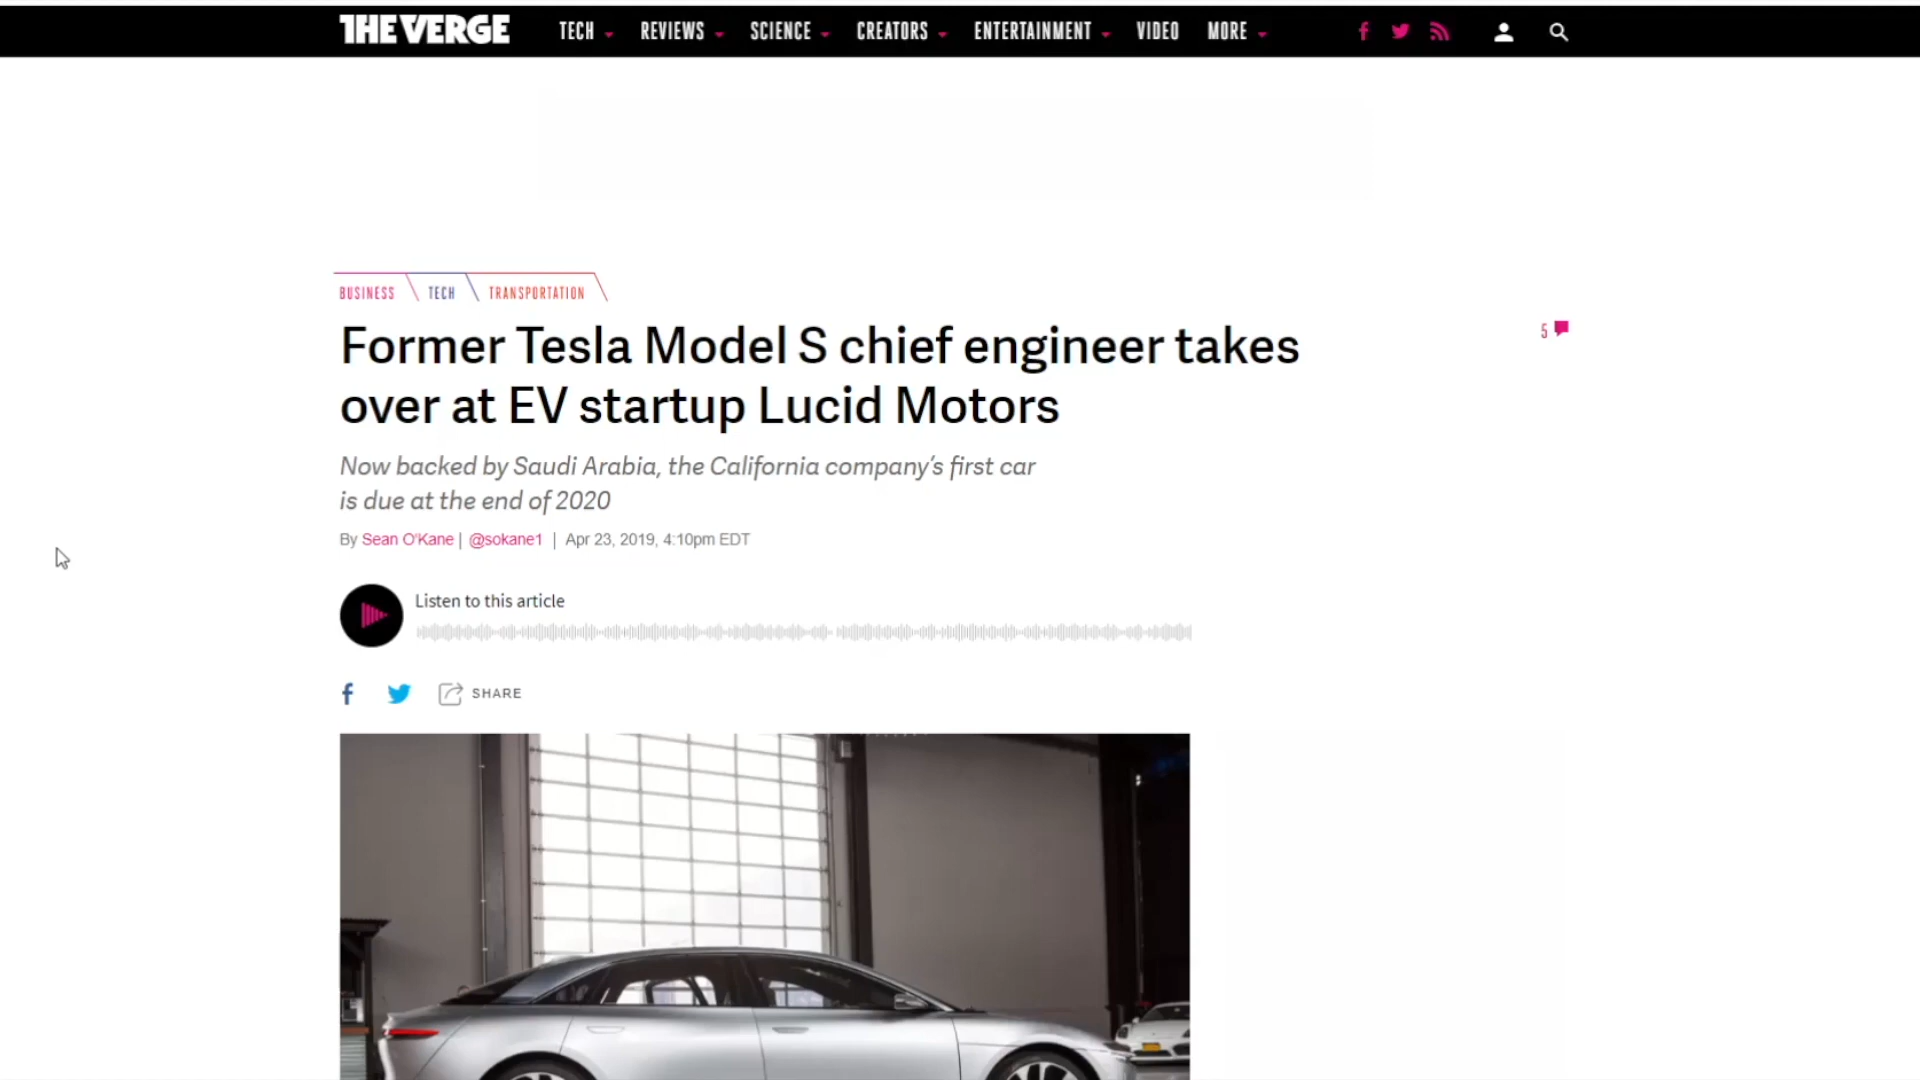 THE VERGE
TECH REVIEWS SCIENCE CREATORS ENTERTAINMENT VIDEO MORE
BUSINESS TECH TRANSPORTATION
Former Tesla Model S chief engineer takes
over at EV startup Lucid Motors
5
Now backed by Saudi Arabia, the California company's first car
is due at the end of 2020
By Sean O'Kane | @sokane1 | Apr 23, 2019, 4:10pm EDT
Listen to this article
SHARE